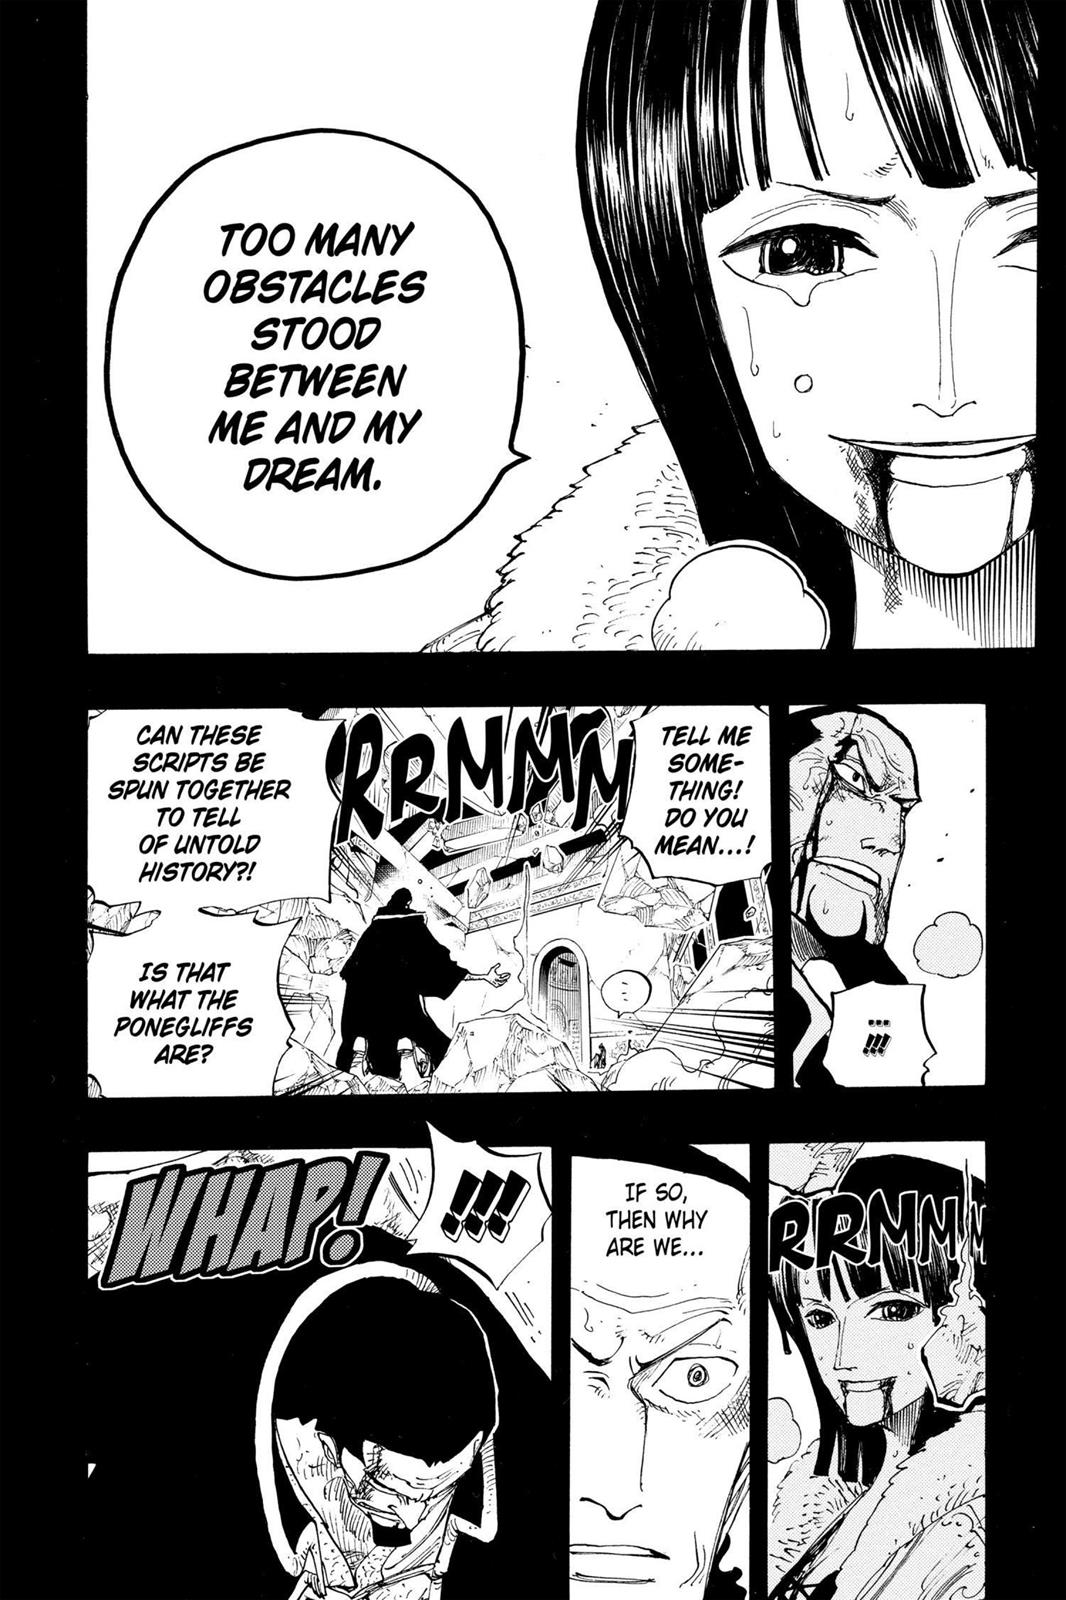 TOO MANY
OBSTACLES
STOOD
BETWEEN
ME AND MY
DREAM.
TELL ME
SOME-
THING!
DO YOU
MEAN...!
RRMMMM
CAN THESE
SCRIPTS BE
SPUN TOGETHER
TO TELL
OF UNTOLD
HISTORY?!
IS THAT
WHAT THE
PONEGLIFFS
ARE?
...
...
!!!
RRMMM
IF SO,
THEN WHY
ARE WE...
!!!
WHAP!